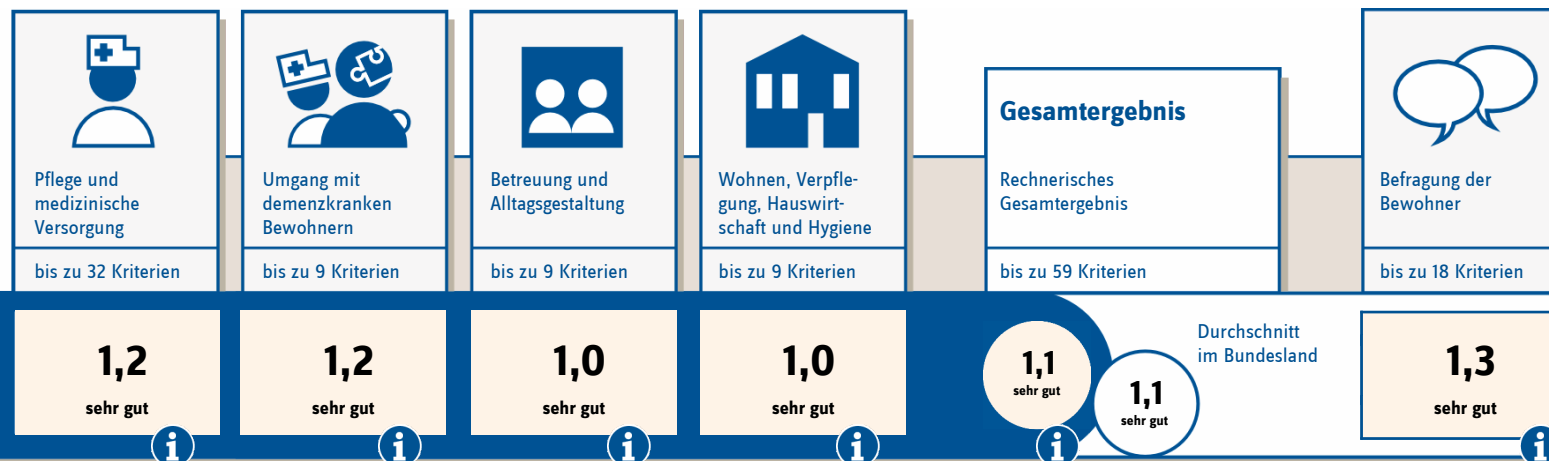 Pflege und
medizinische
Versorgung
bis zu 32 Kriterien
1,2
sehr gut
i
Umgang mit
demenzkranken
Bewohnern
bis zu 9 Kriterien
1,2
sehr gut
i
Betreuung und
Alltagsgestaltung
bis zu 9 Kriterien
1,0
sehr gut
i
Wohnen, Verpfle-
gung, Hauswirt-
schaft und Hygiene
bis zu 9 Kriterien
1,0
sehr gut
i
Gesamtergebnis
Rechnerisches
Gesamtergebnis
bis zu 59 Kriterien
1,1
sehr gut
i
Durchschnitt
im Bundesland
1,1
sehr gut
Befragung der
Bewohner
bis zu 18 Kriterien
1,3
sehr gut
i